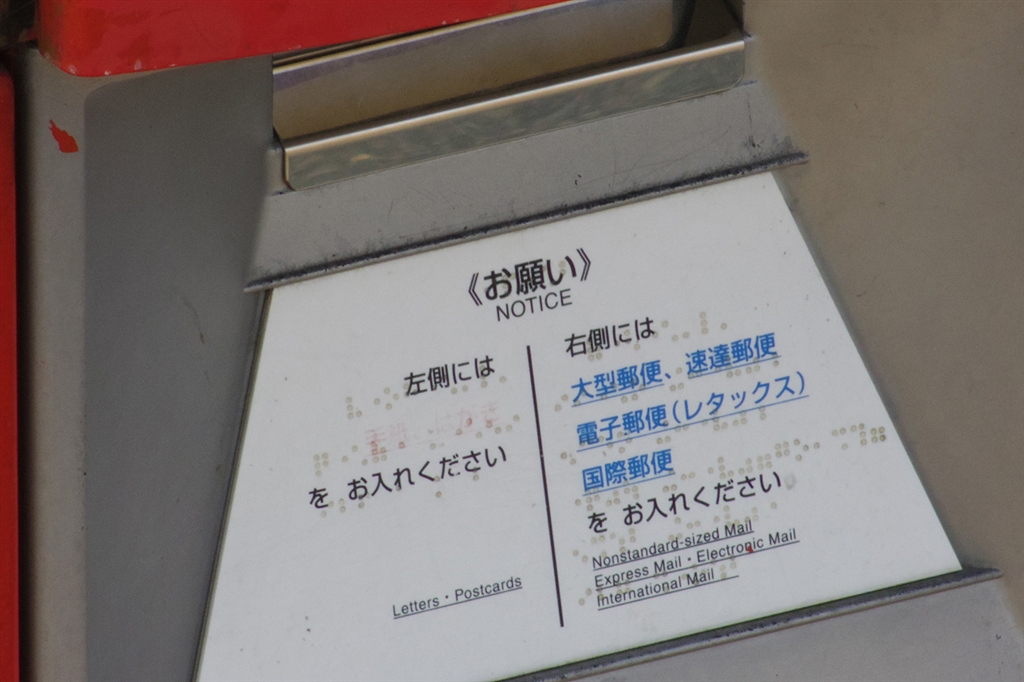 《お願い》
NOTICE
左側には
を お入れください
Letters・Postcards
右側には
大型郵便、速達郵便
電子郵便(レタックス)
国際郵便
を お入れください
Nonstandard-sized Mail
Express Mail・Electronic Mail
International Mail